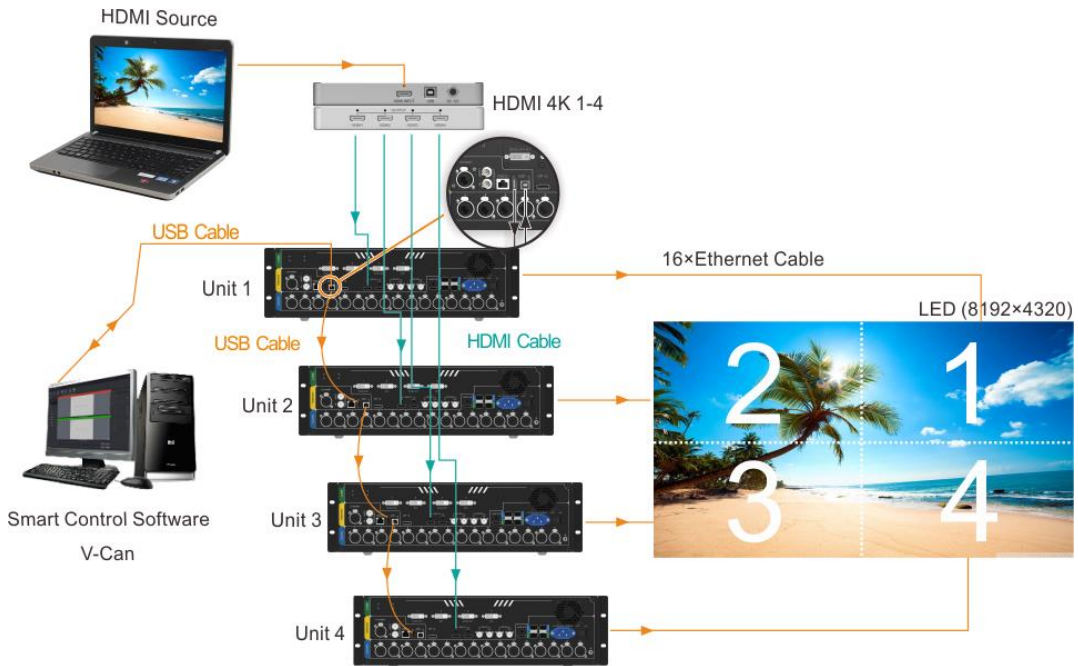 HDMI Source
HDMI 4K 1-4
USB Cable
16×Ethernet Cable
Unit 1
LED (8192×4320)
USB Cable
HDMI Cable
2
1
Unit 2
3
4
Unit 3
Smart Control Software
V-Can
Unit 4